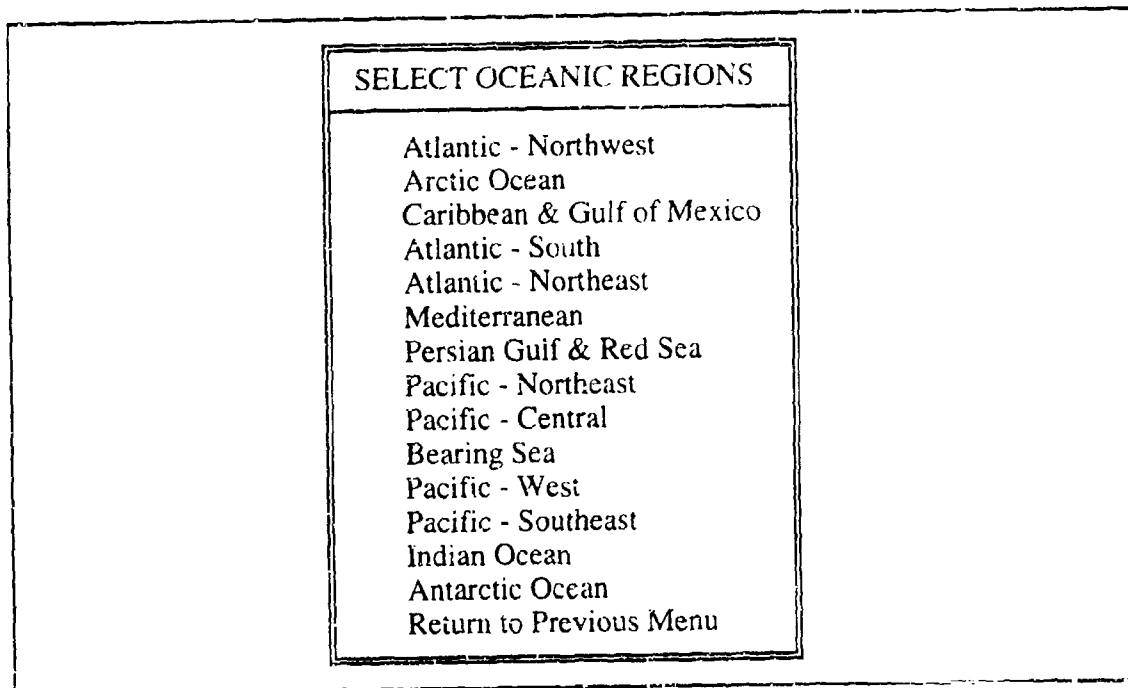 SELECT OCEANIC REGIONS
Atlantic - Northwest
Arctic Ocean
Caribbean & Gulf of Mexico
Atlantic - South
Atlantic - Northeast
Mediterranean
Persian Gulf & Red Sea
Pacific - Northeast
Pacific - Central
Bearing Sea
Pacific - West
Pacific - Southeast
Indian Ocean
Antarctic Ocean
Return to Previous Menu